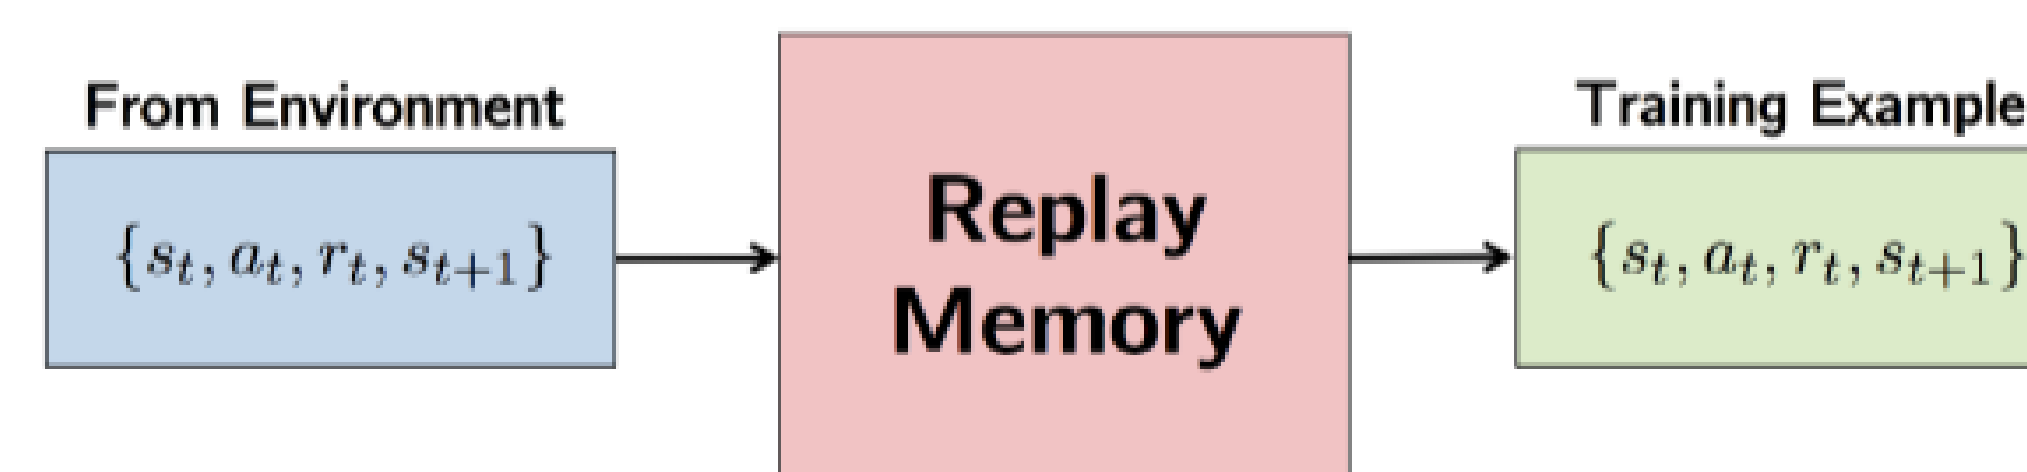 From Environment
{s_t, a_t, r_t, s_{t+1}}
Replay
Memory
Training Example
{s_t, a_t, r_t, s_{t+1}}